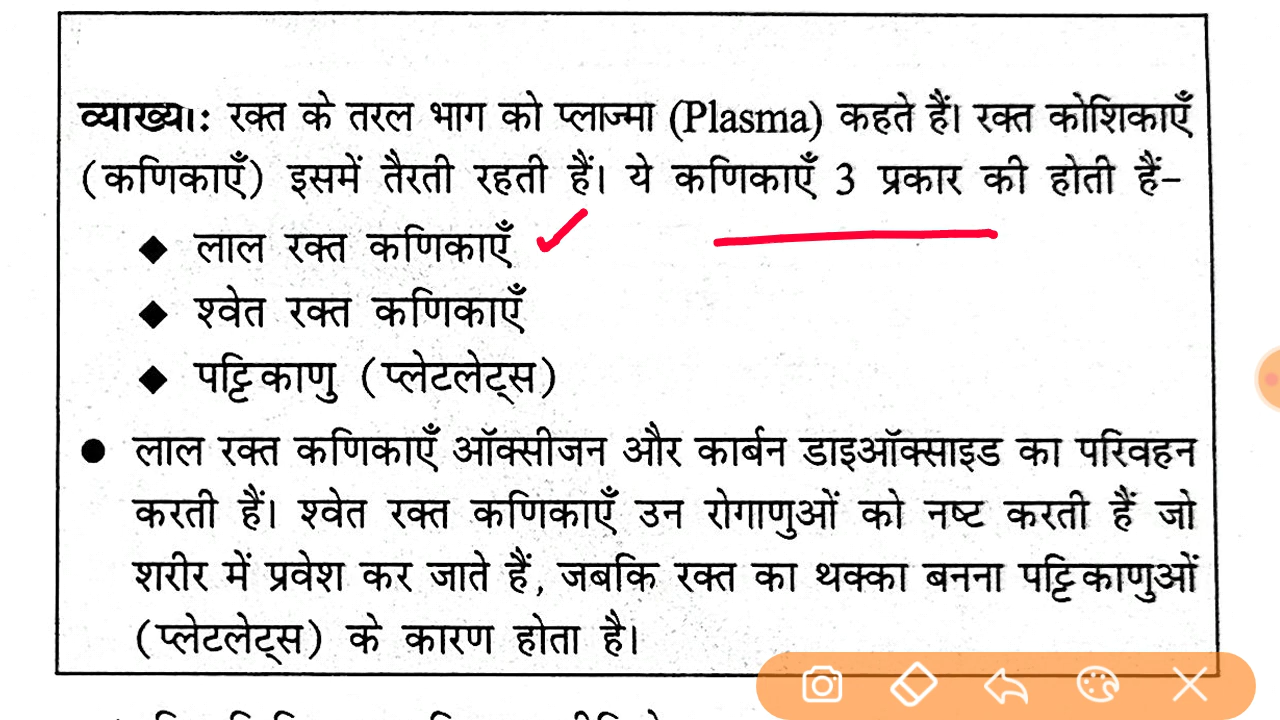 व्याख्याः रक्त के तरल भाग को प्लाज्मा (Plasma) कहते हैं। रक्त कोशिकाएँ
(कणिकाएँ) इसमें तैरती रहती हैं। ये कणिकाएँ 3 प्रकार की होती हैं-
◆ लाल रक्त कणिकाएँ
◆ श्वेत रक्त कणिकाएँ
◆ पट्टिकाणु (प्लेटलेट्स)
● लाल रक्त कणिकाएँ ऑक्सीजन और कार्बन डाइऑक्साइड का परिवहन
करती हैं। श्वेत रक्त कणिकाएँ उन रोगाणुओं को नष्ट करती हैं जो
शरीर में प्रवेश कर जाते हैं, जबकि रक्त का थक्का बनना पट्टिकाणुओं
(प्लेटलेट्स) के कारण होता है।